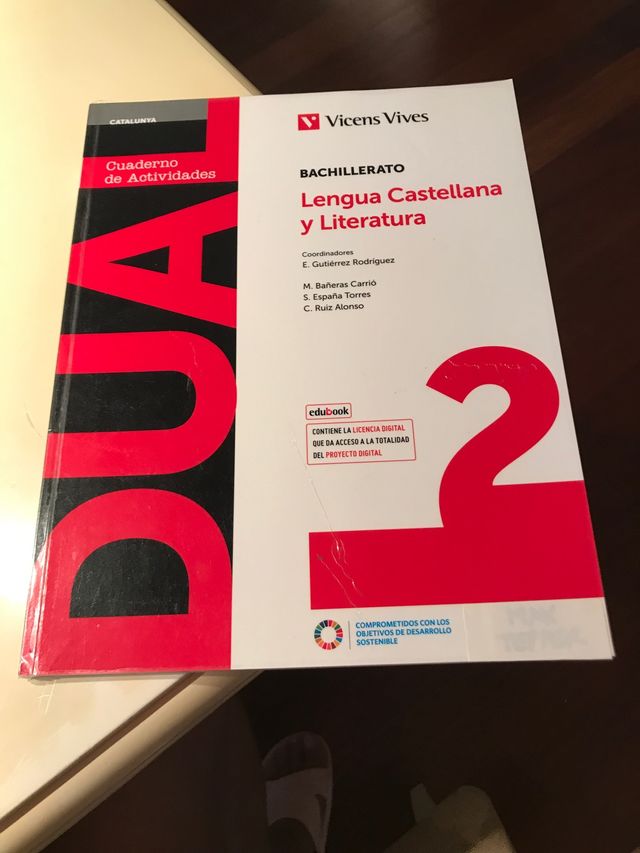 CATALUNYA
Cuaderno
de Actividades
DUAL
Vicens Vives
BACHILLERATO
Lengua Castellana
y Literatura
Coordinadores
E. Gutiérrez Rodríguez
M. Bañeras Carrió
S. España Torres
C. Ruiz Alonso
2
edubook
CONTIENE LA LICENCIA DIGITAL
QUE DA ACCESO A LA TOTALIDAD
DEL PROYECTO DIGITAL
COMPROMETIDOS CON LOS
OBJETIVOS DE DESARROLLO
SOSTENIBLE
MAX